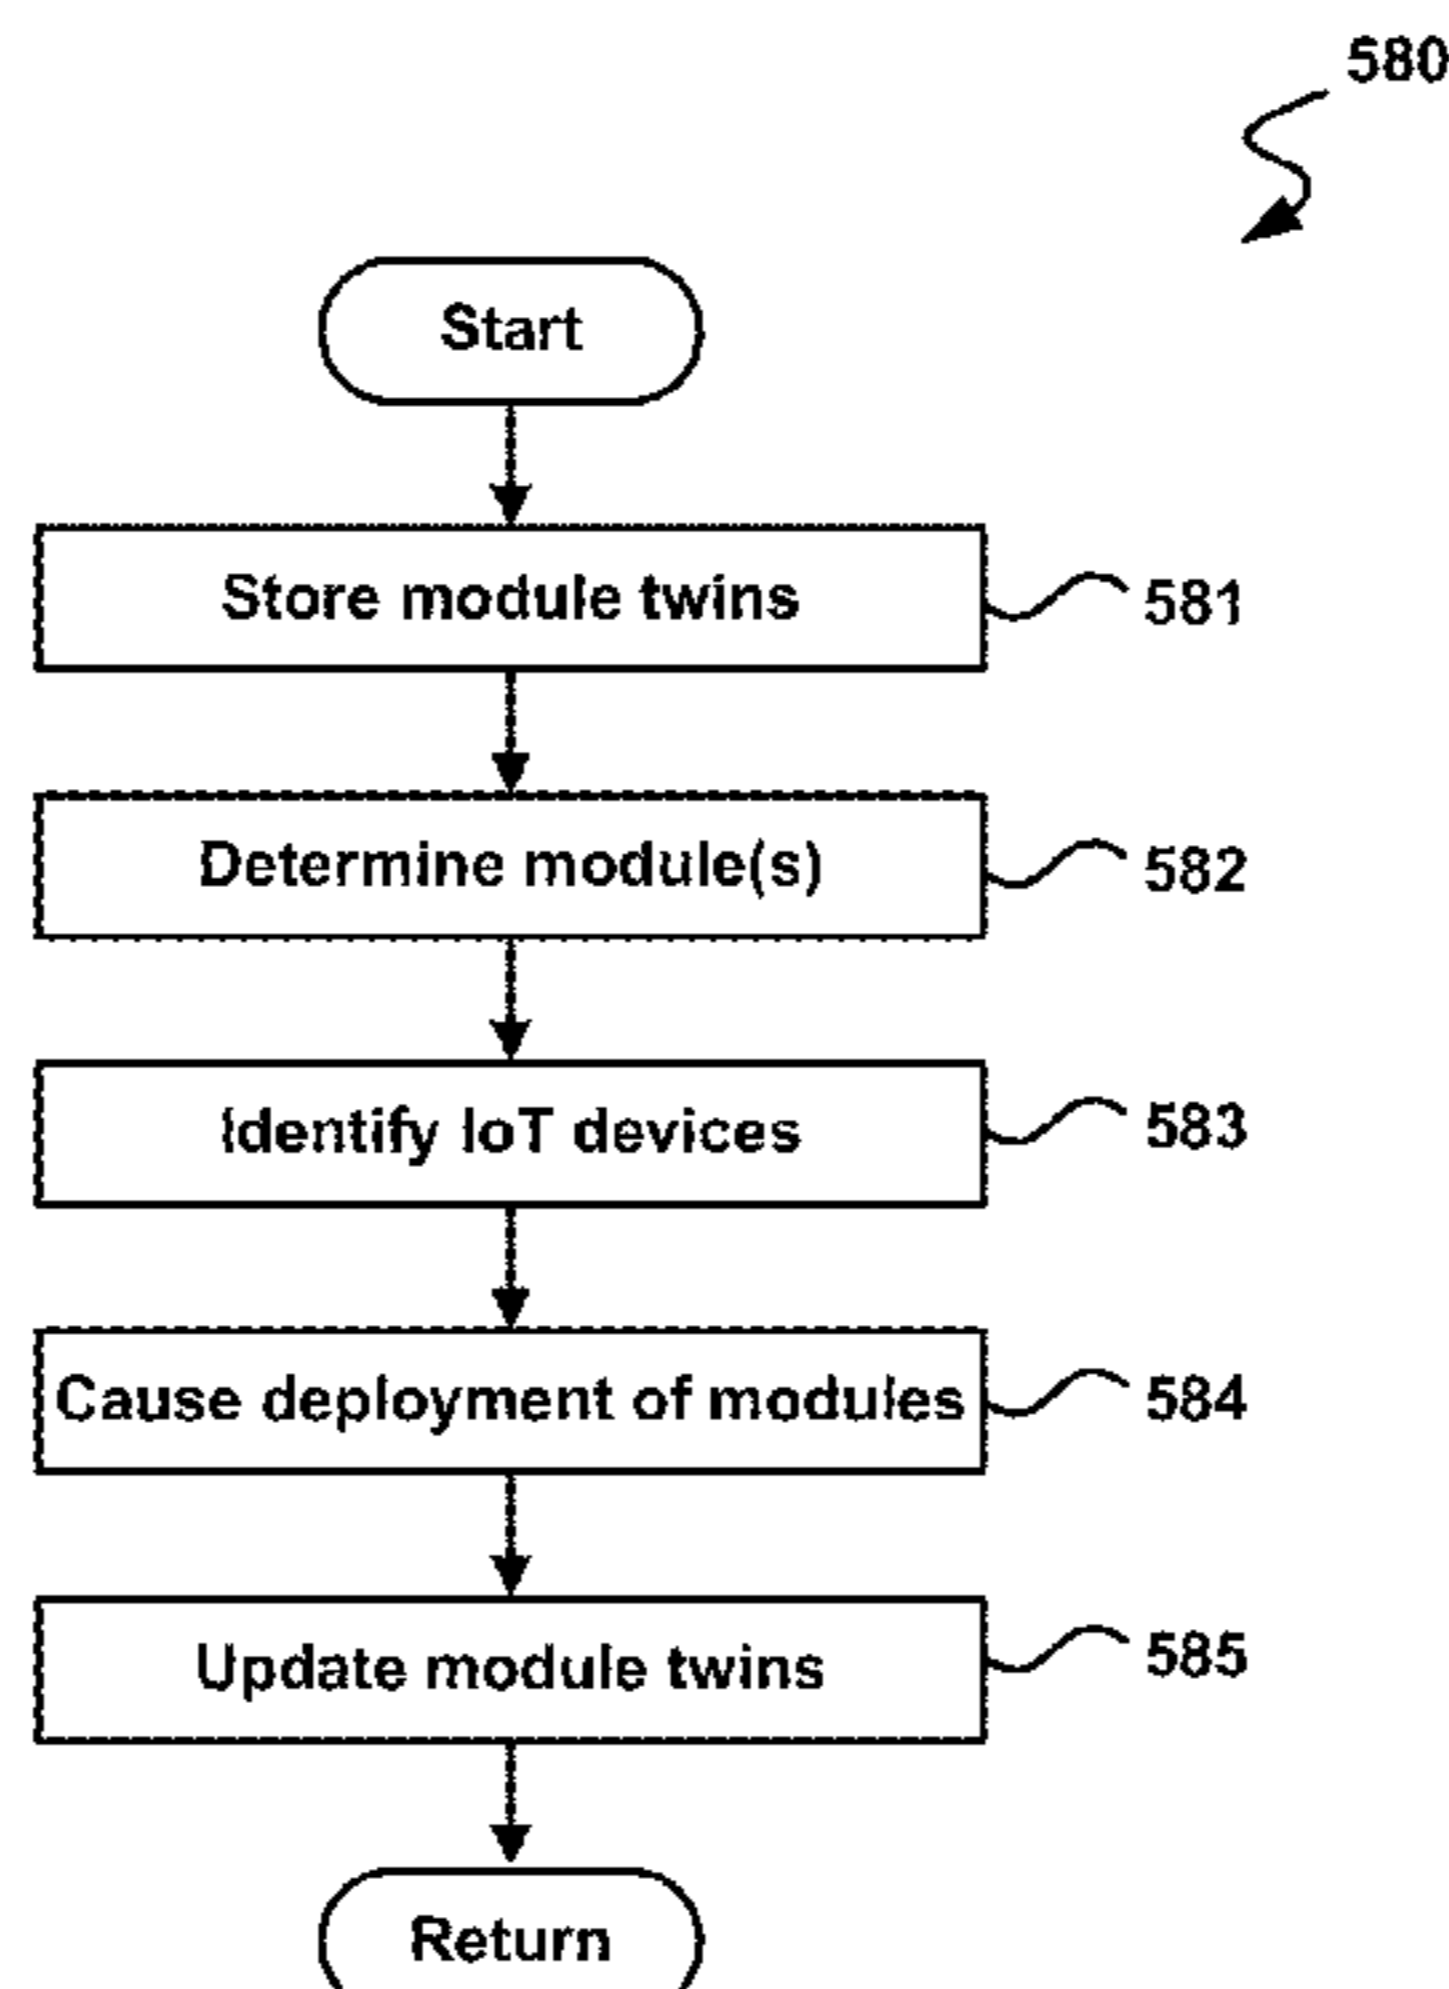 580
Start
Store module twins
581
Determine module(s)
582
Identify IoT devices
583
Cause deployment of modules
584
Update module twins
585
Return